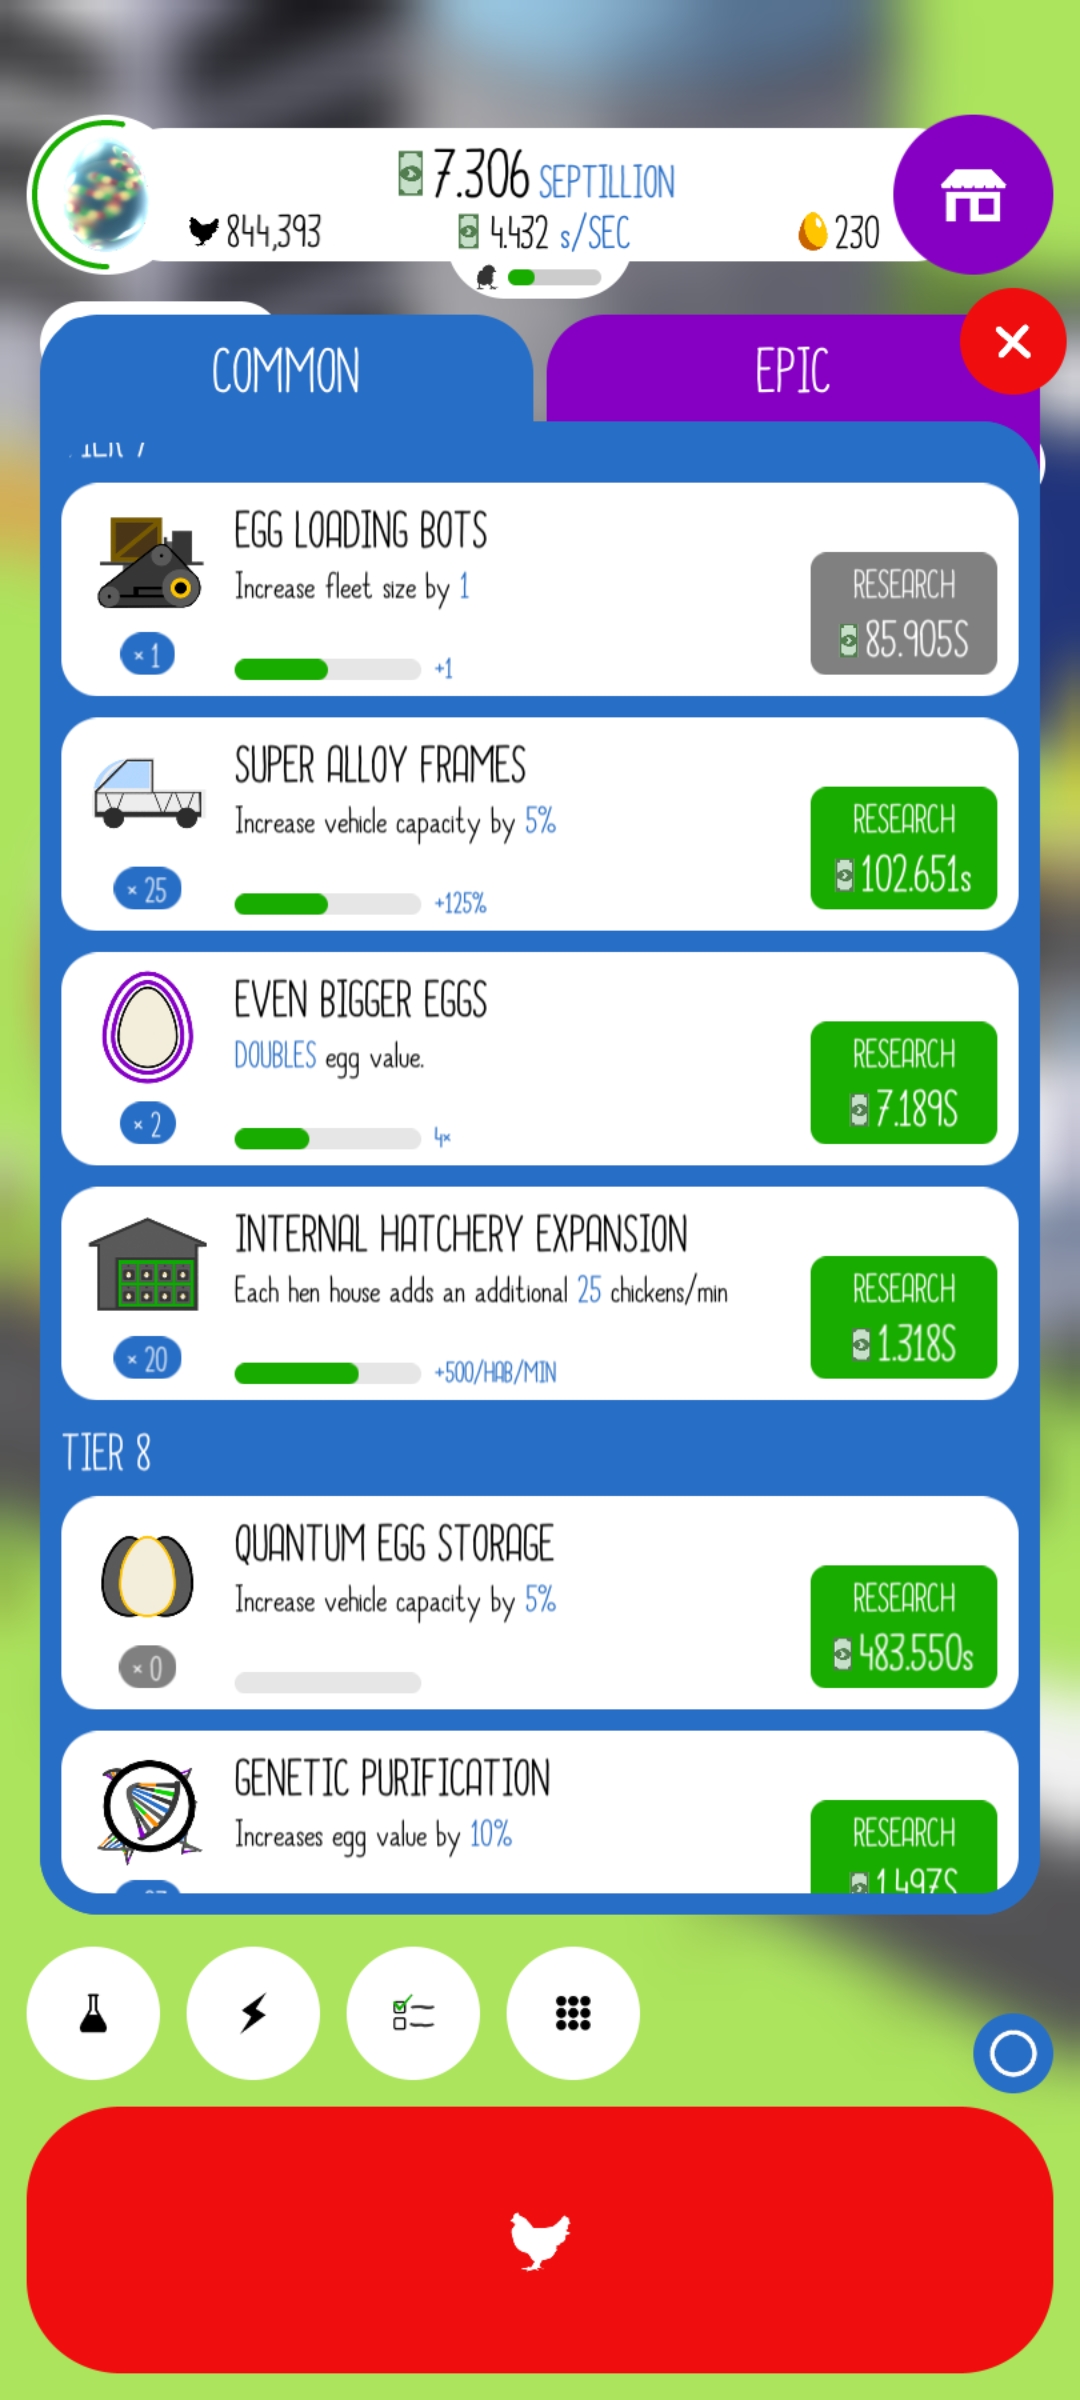 7.306 SEPTILLION
844,393
4.432 s/SEC
230
COMMON
EPIC
TIER 7
EGG LOADING BOTS
Increase fleet size by 1
RESEARCH
85.905S
× 1
+1
SUPER ALLOY FRAMES
Increase vehicle capacity by 5%
RESEARCH
102.651s
× 25
+125%
EVEN BIGGER EGGS
DOUBLES egg value.
RESEARCH
7.189S
× 2
4×
INTERNAL HATCHERY EXPANSION
Each hen house adds an additional 25 chickens/min
RESEARCH
1.318S
× 20
+500/HAB/MIN
TIER 8
QUANTUM EGG STORAGE
Increase vehicle capacity by 5%
RESEARCH
483.550s
× 0
GENETIC PURIFICATION
Increases egg value by 10%
RESEARCH
1.497S